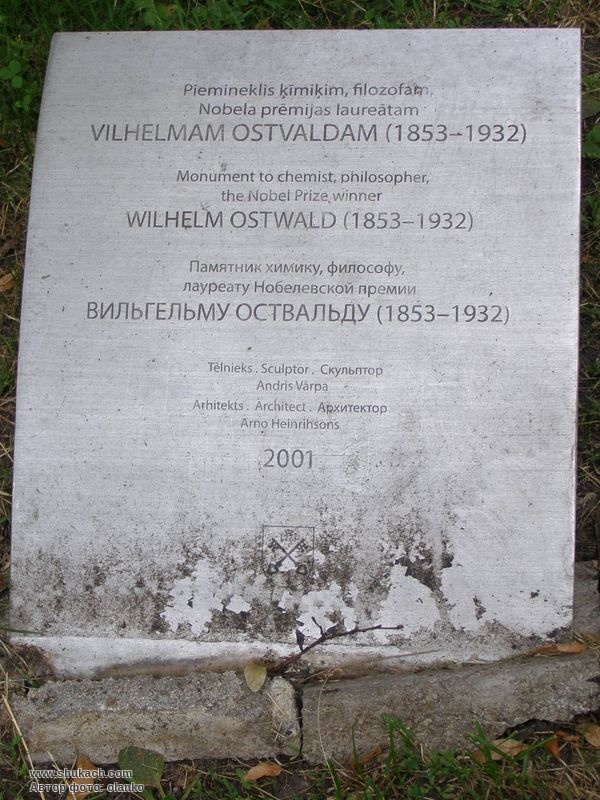 Piemineklis ķīmiķim, filozofam,
Nobela prēmijas laureātam
VILHELMAM OSTVALDAM (1853–1932)
Monument to chemist, philosopher,
the Nobel Prize winner
WILHELM OSTWALD (1853–1932)
Памятник химику, философу,
лауреату Нобелевской премии
ВИЛЬГЕЛЬМУ ОСТВАЛЬДУ (1853–1932)
Tēlnieks . Sculptor . Скульптор
Andris Vārpa
Arhitekts . Architect . Архитектор
Arno Heinrihsons
2001
www.shukach.com
Автор фото: olanko